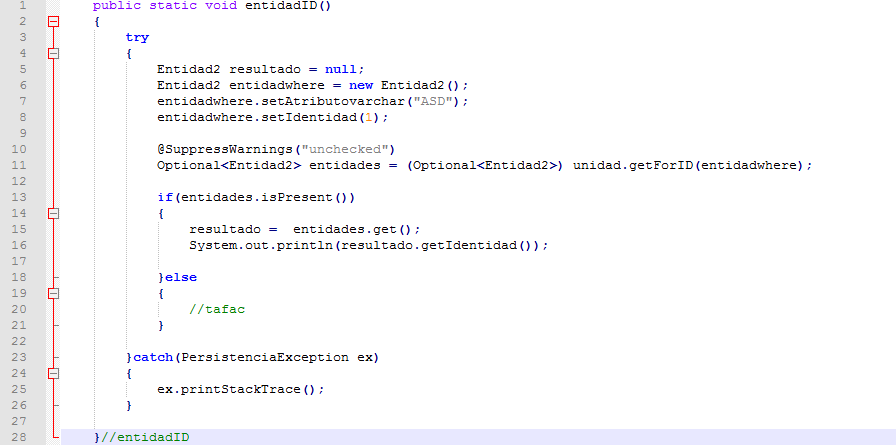 1 public static void entidadID()
2 {
3 try
4 {
5 Entidad2 resultado = null;
6 Entidad2 entidadwhere = new Entidad2();
7 entidadwhere.setAtributovarchar("ASD");
8 entidadwhere.setIdentidad(1);
9
10 @SuppressWarnings("unchecked")
11 Optional<Entidad2> entidades = (Optional<Entidad2>) unidad.getForID(entidadwhere);
12
13 if(entidades.isPresent())
14 {
15 resultado =  entidades.get();
16 System.out.println(resultado.getIdentidad());
17
18 }else
19 {
20 //tafac
21 }
22
23 }catch(PersistenciaException ex)
24 {
25 ex.printStackTrace();
26 }
27
28 }//entidadID